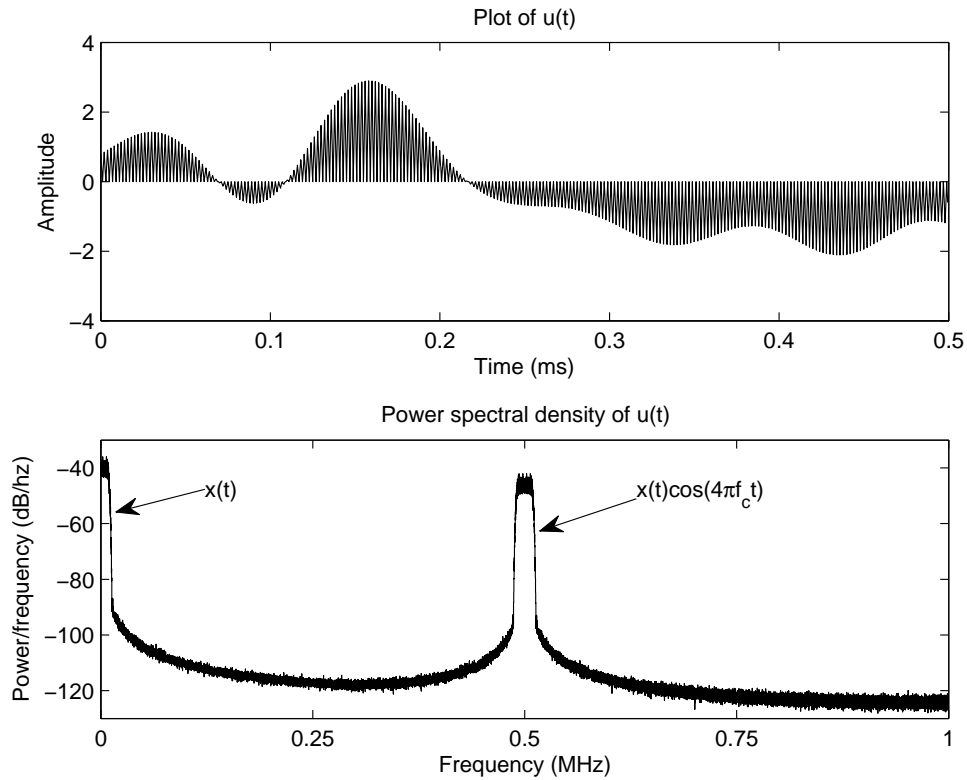 Plot of u(t)
4
2
0
−2
−4
Amplitude
0
0.1
0.2
0.3
0.4
0.5
Time (ms)
Power spectral density of u(t)
−40
−60
−80
−100
−120
Power/frequency (dB/hz)
x(t)
x(t)cos(4πf_c t)
0
0.25
0.5
0.75
1
Frequency (MHz)